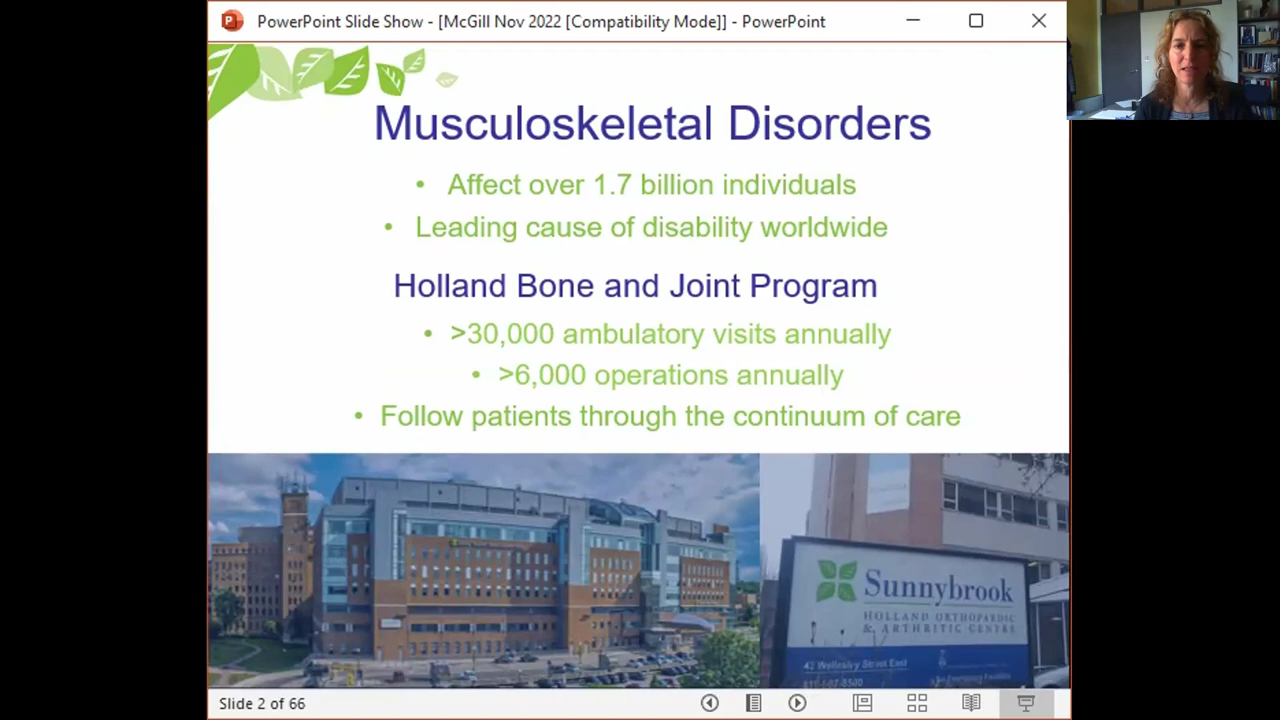 PowerPoint Slide Show - [McGill Nov 2022 [Compatibility Mode]] - PowerPoint
Musculoskeletal Disorders
• Affect over 1.7 billion individuals
• Leading cause of disability worldwide
Holland Bone and Joint Program
• >30,000 ambulatory visits annually
• >6,000 operations annually
• Follow patients through the continuum of care
Sunnybrook
HOLLAND ORTHOPAEDIC
& ARTHRITIC CENTRE
43 Wellesley Street East
Slide 2 of 66